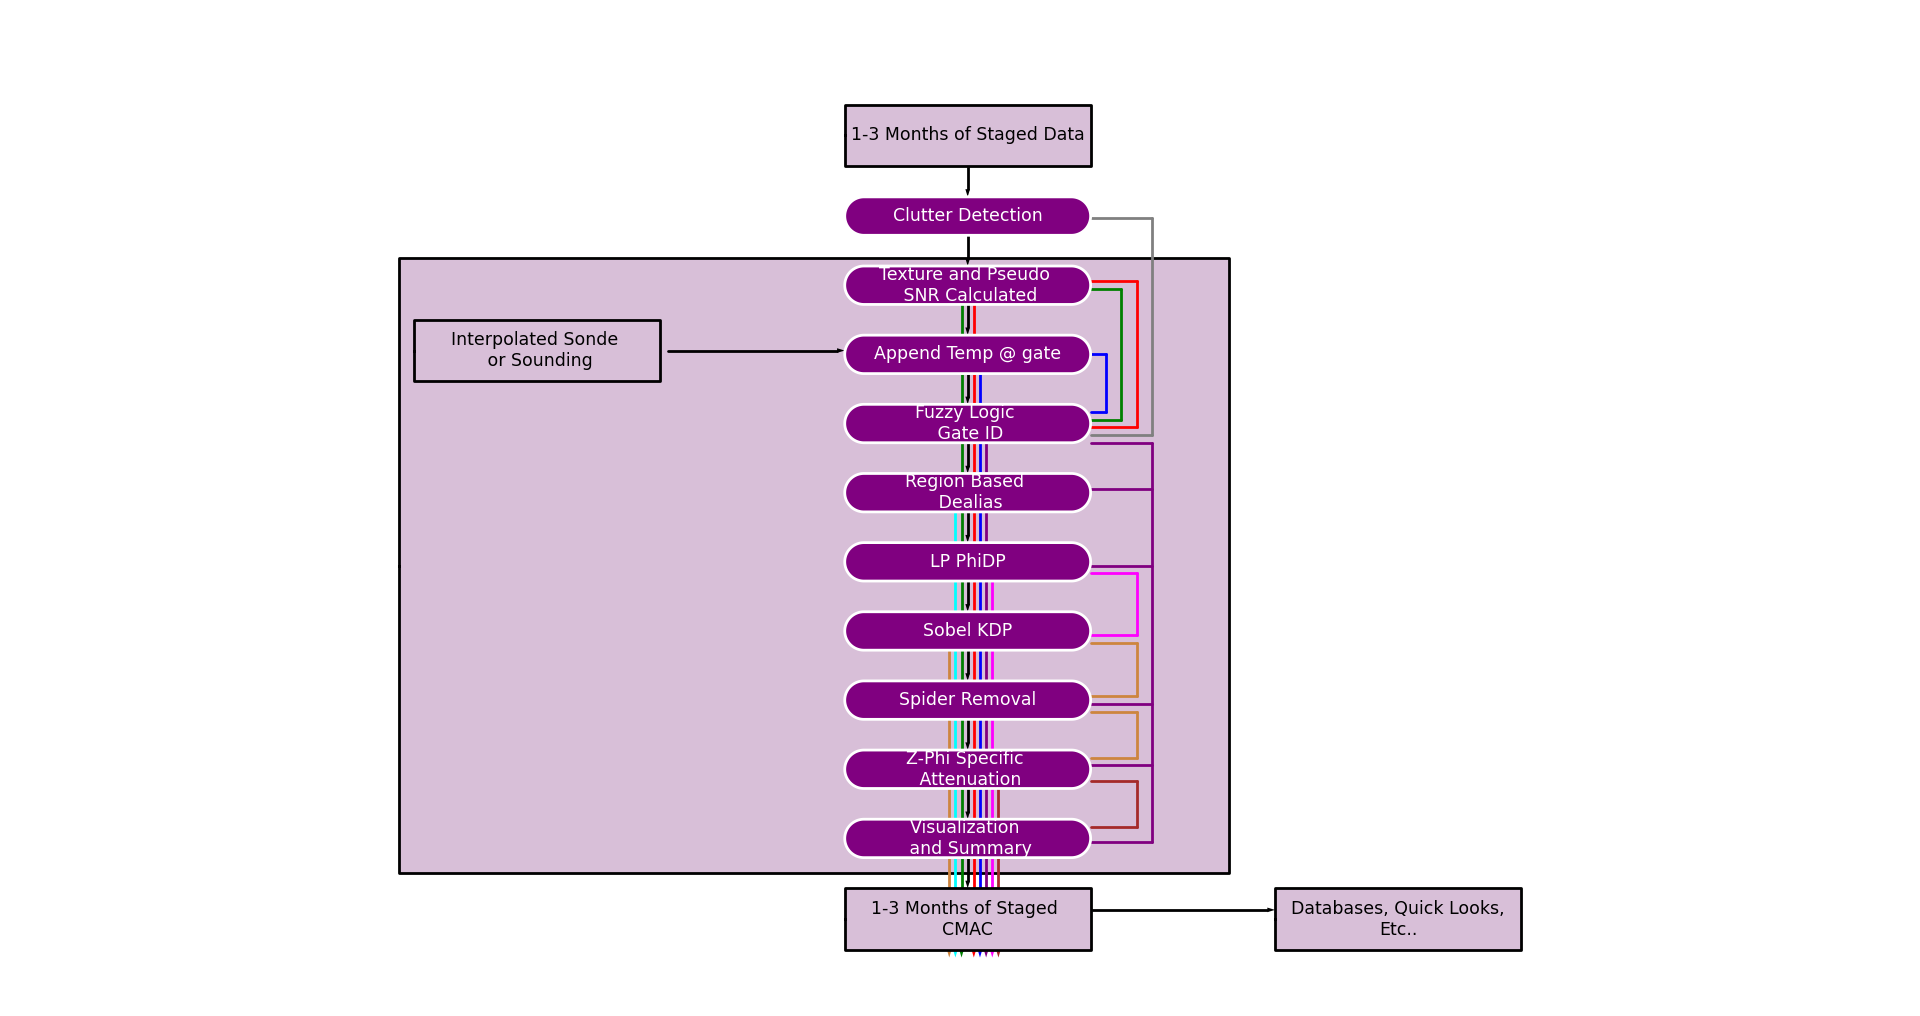 1-3 Months of Staged Data
Clutter Detection
Texture and Pseudo
SNR Calculated
Interpolated Sonde
or Sounding
Append Temp @ gate
Fuzzy Logic
Gate ID
Region Based
Dealias
LP PhiDP
Sobel KDP
Spider Removal
Z-Phi Specific
Attenuation
Visualization
and Summary
1-3 Months of Staged
CMAC
Databases, Quick Looks,
Etc..